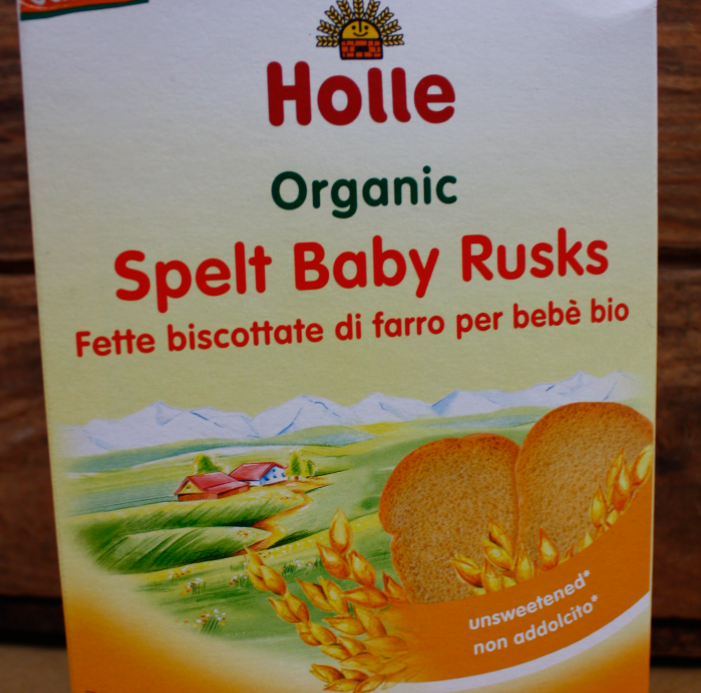 Holle
Organic
Spelt Baby Rusks
Fette biscottate di farro per bebè bio
unsweetened*
non addolcito*